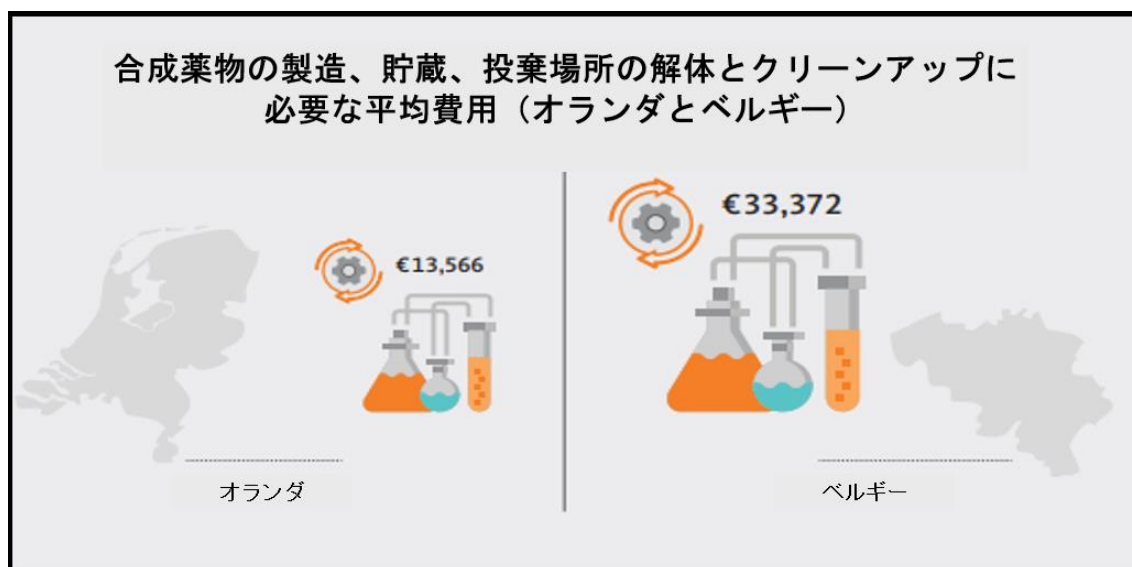 合成薬物の製造、貯蔵、投棄場所の解体とクリーンアップに
必要な平均費用（オランダとベルギー）
€13,566
オランダ
€33,372
ベルギー